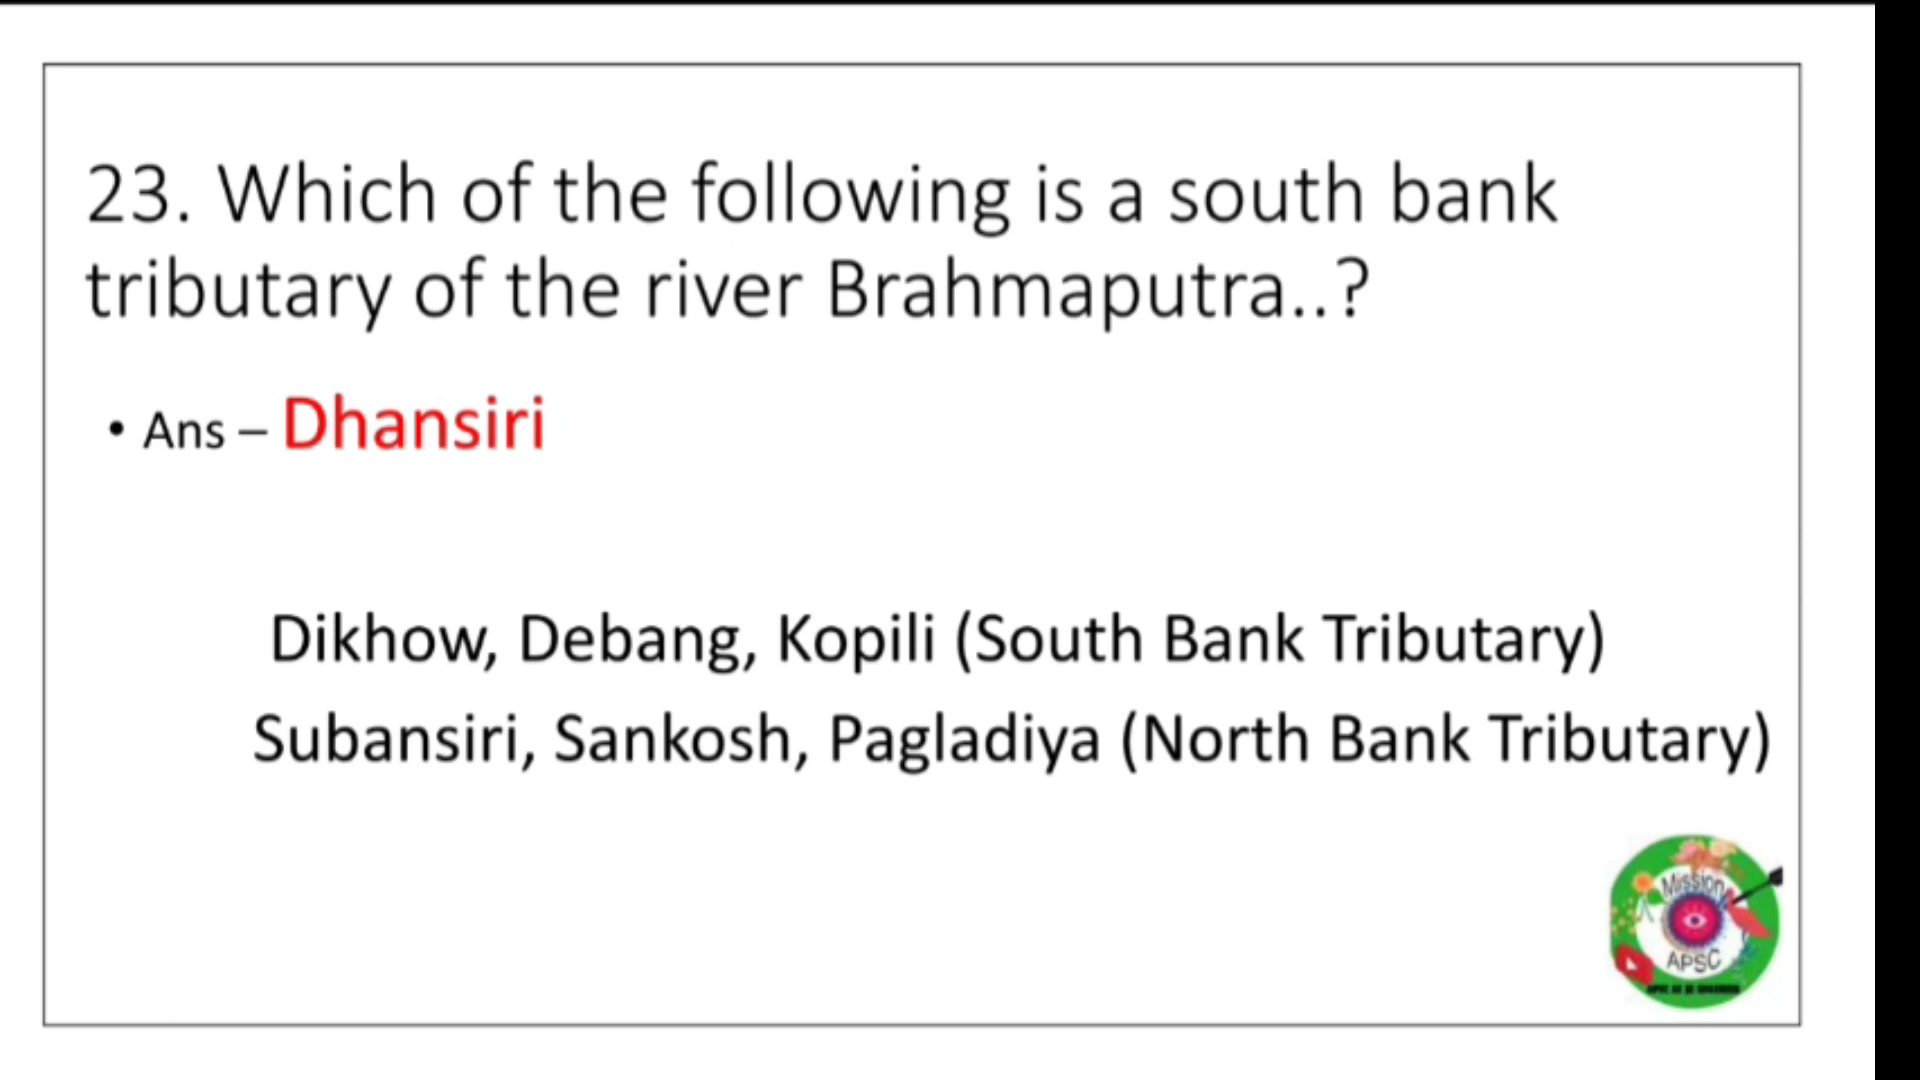 23. Which of the following is a south bank
tributary of the river Brahmaputra..?
• Ans – Dhansiri
Dikhow, Debang, Kopili (South Bank Tributary)
Subansiri, Sankosh, Pagladiya (North Bank Tributary)
Mission
APSC